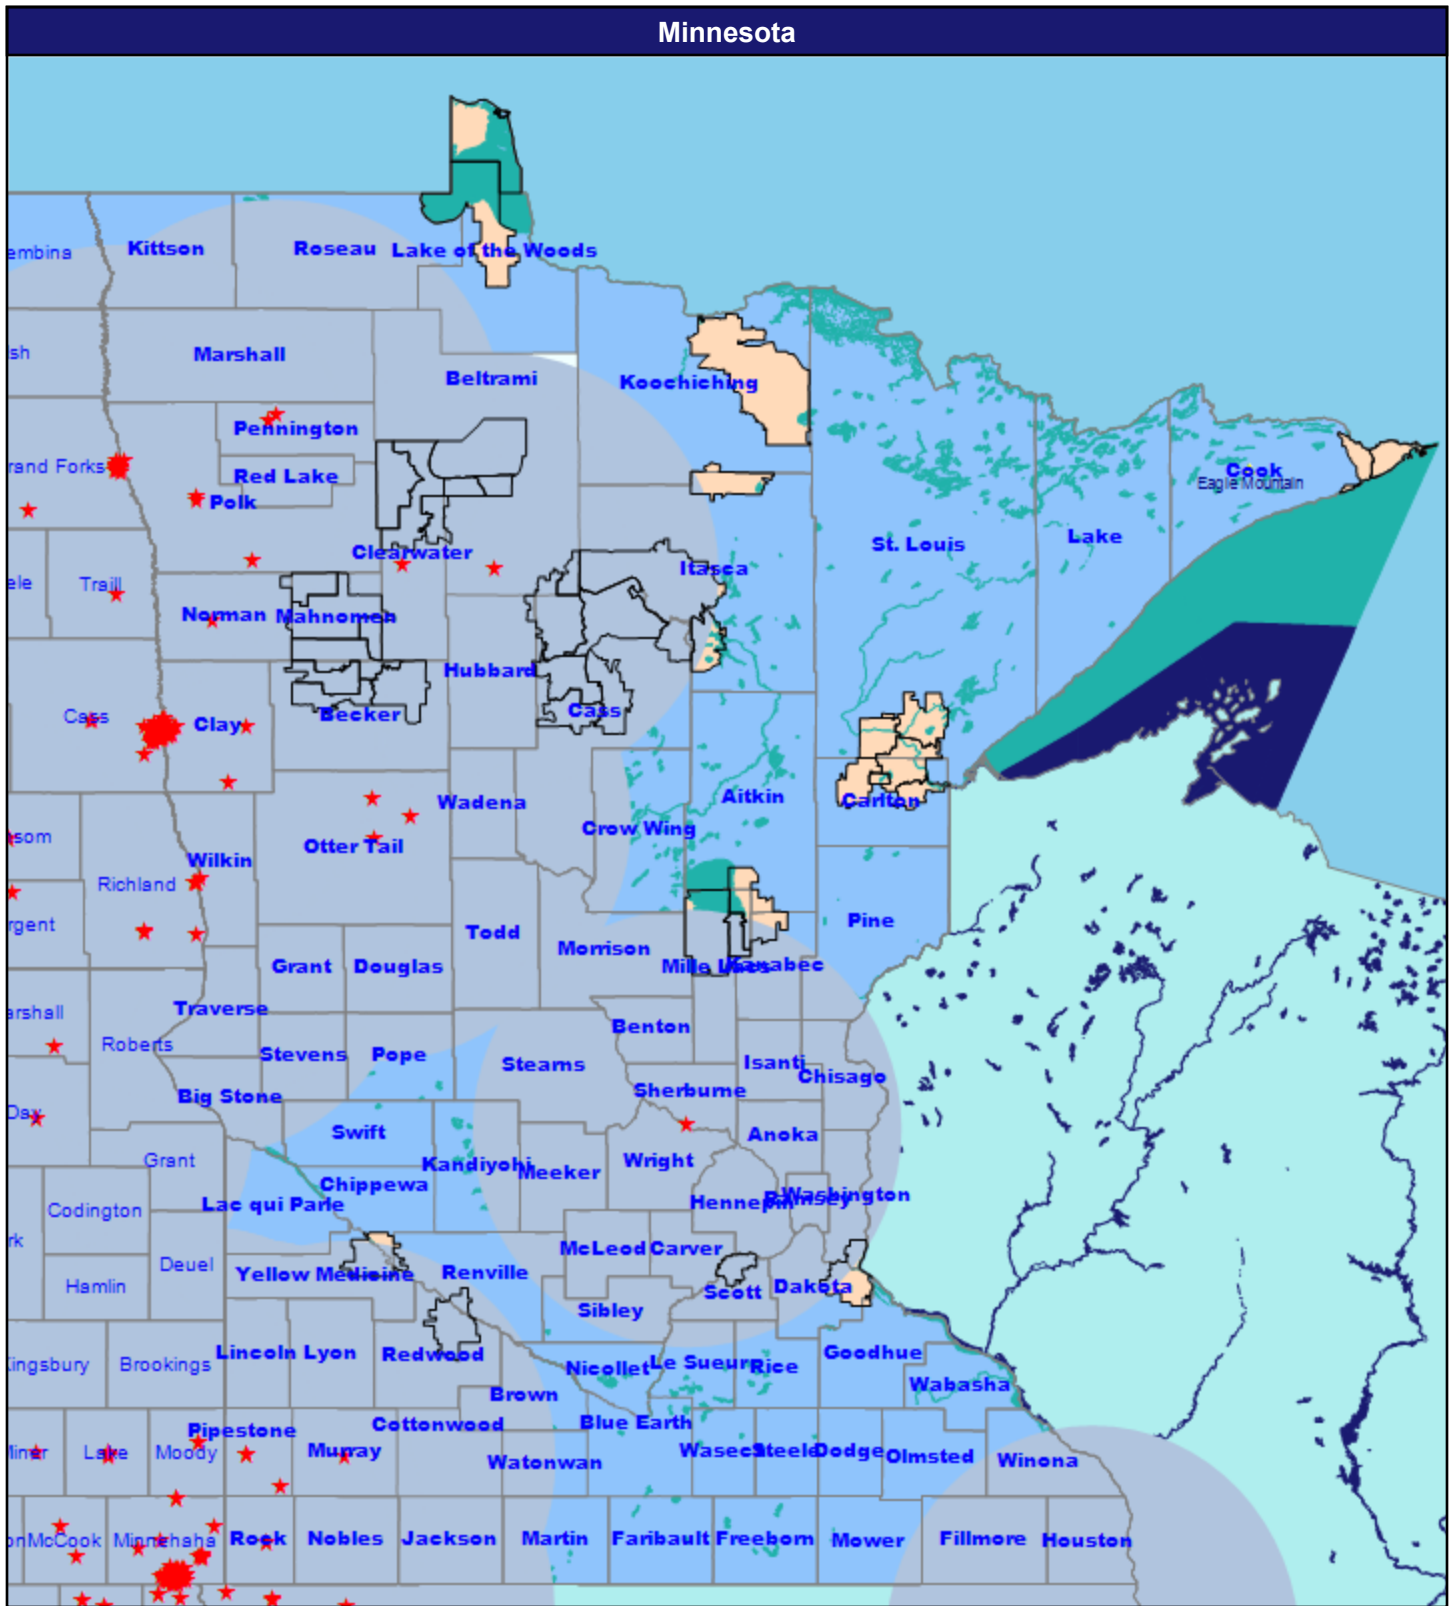 Minnesota
embina
Kittson
Roseau
Lake of the Woods
sh
Marshall
Beltrami
Koochiching
Pennington
rand Forks
Red Lake
Polk
Cook
Eagle Mountain
Clearwater
St. Louis
Lake
Itasca
ele
Traill
Norman
Mahnomen
Hubbard
Cass
Clay
Becker
Cass
Wadena
Aitkin
Carlton
som
Otter Tail
Crow Wing
Wilkin
Richland
rgent
Todd
Morrison
Pine
Grant
Douglas
Mille Lacs
Kanabec
arshall
Traverse
Benton
Roberts
Stevens
Pope
Stearns
Isanti
Chisago
Big Stone
Sherburne
Day
Swift
Anoka
Grant
Kandiyohi
Meeker
Wright
Chippewa
Codington
Lac qui Parle
Hennepin
Ramsey
Washington
rk
McLeod
Carver
Deuel
Hamlin
Yellow Medicine
Renville
Scott
Dakota
Sibley
Kingsbury
Brookings
Lincoln
Lyon
Redwood
Nicollet
Le Sueur
Rice
Goodhue
Wabasha
Brown
Pipestone
Cottonwood
Blue Earth
Miner
Lake
Moody
Murray
Watonwan
Waseca
Steele
Dodge
Olmsted
Winona
on
McCook
Minnehaha
Rock
Nobles
Jackson
Martin
Faribault
Freeborn
Mower
Fillmore
Houston